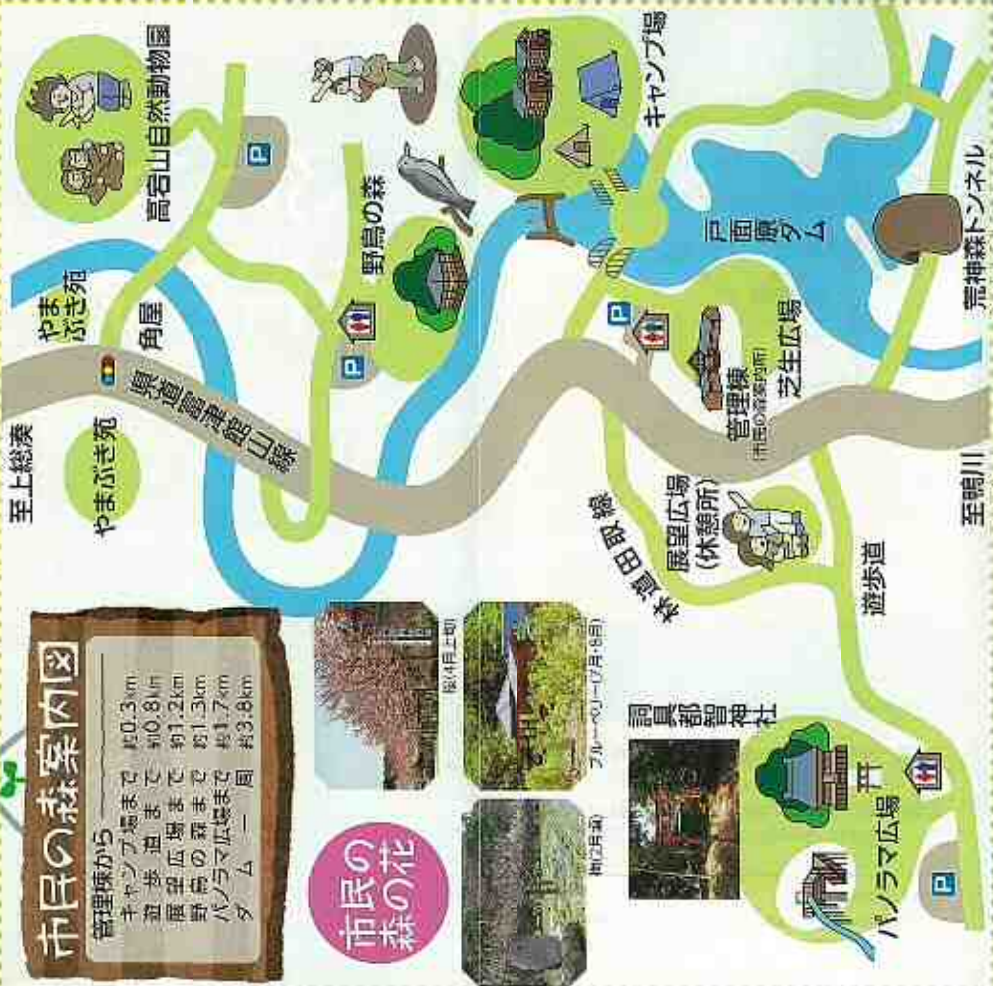 市民の森案内図
管理棟から
キャンプ場まで 約0.3km
遊歩道まで 約0.8km
展望広場まで 約1.2km
野鳥の森まで 約1.3km
パノラマ広場まで 約1.7km
ダム一周 約3.8km
市民の
森の花
桜(4月上旬)
ブルーベリー(7月・8月)
至上総湊
やまぶき苑
やま
ぶき苑
角屋
県道富津館山線
高宕山自然動物園
P
野鳥の森
P
キャンプ場
戸面原ダム
荒神森トンネル
P
管理棟
(市民の森案内所)
芝生広場
林道田取線
展望広場
(休憩所)
遊歩道
至鴨川
訶具都智神社
パノラマ広場
P